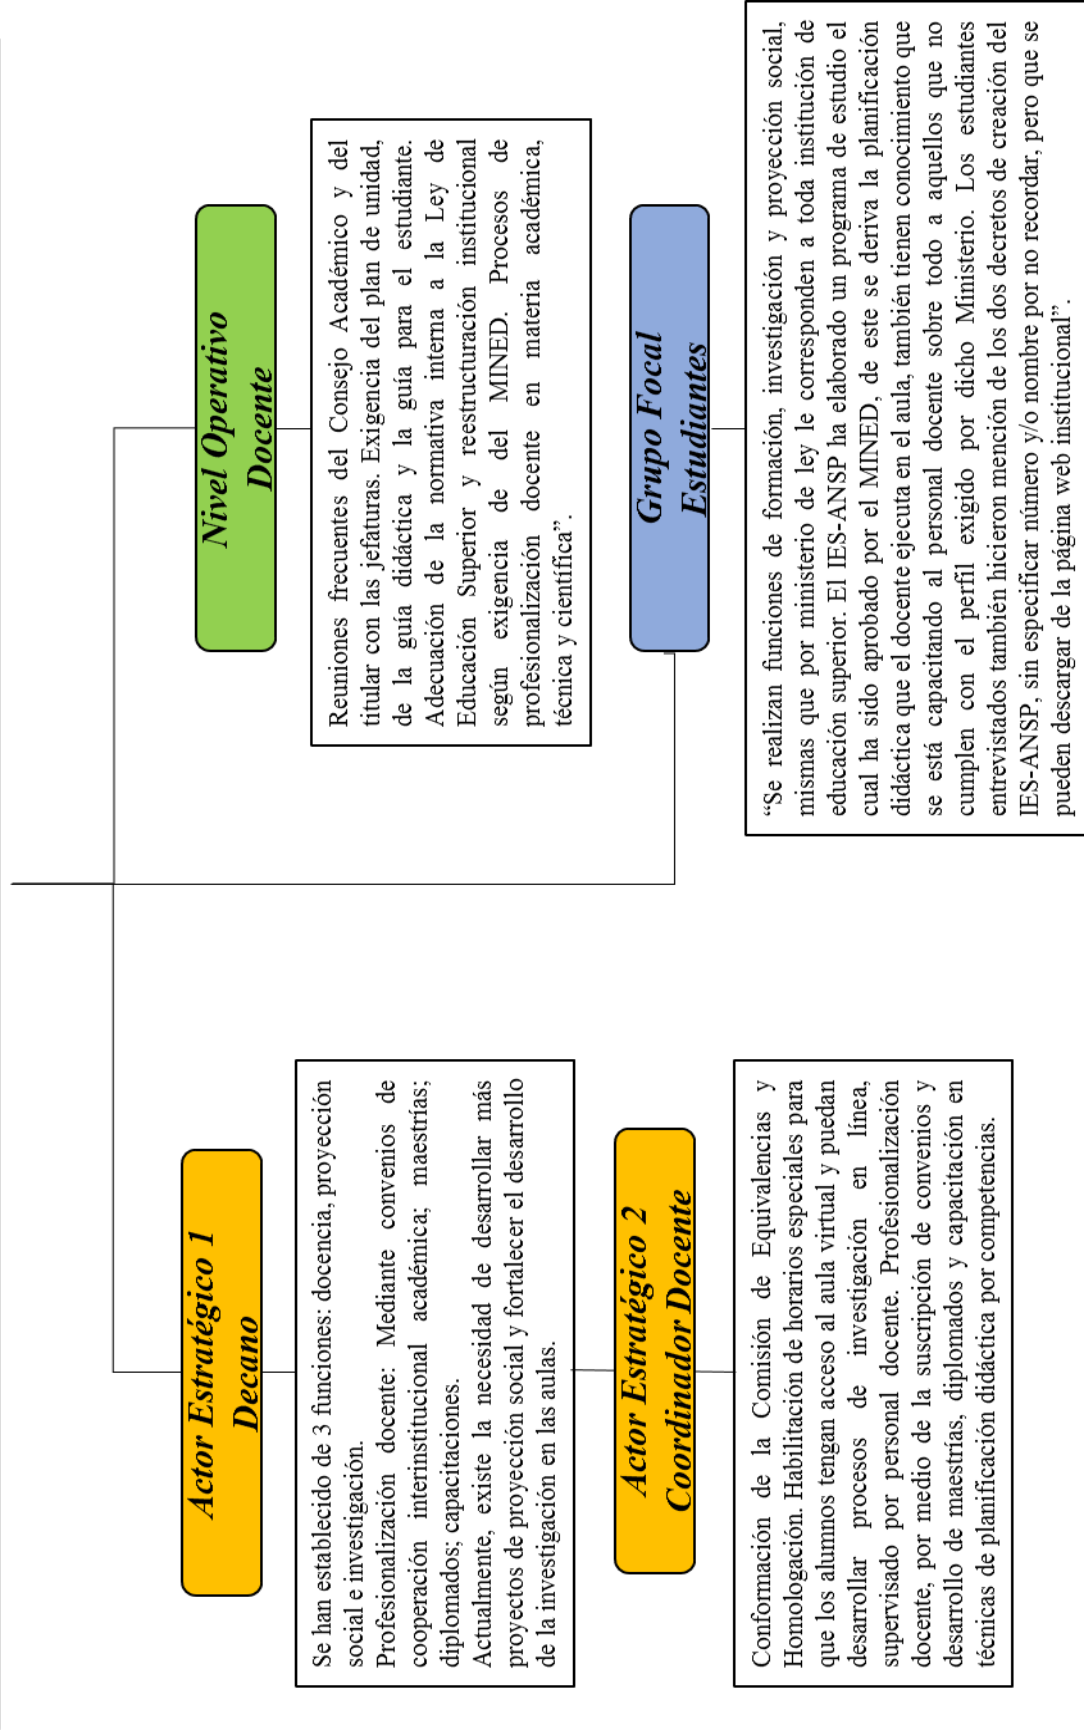 Actor Estratégico 1
Decano
Se han establecido de 3 funciones: docencia, proyección
social e investigación.
Profesionalización docente: Mediante convenios de
cooperación interinstitucional académica; maestrías;
diplomados; capacitaciones.
Actualmente, existe la necesidad de desarrollar más
proyectos de proyección social y fortalecer el desarrollo
de la investigación en las aulas.
Actor Estratégico 2
Coordinador Docente
Conformación de la Comisión de Equivalencias y
Homologación. Habilitación de horarios especiales para
que los alumnos tengan acceso al aula virtual y puedan
desarrollar procesos de investigación en línea,
supervisado por personal docente. Profesionalización
docente, por medio de la suscripción de convenios y
desarrollo de maestrías, diplomados y capacitación en
técnicas de planificación didáctica por competencias.
Nivel Operativo
Docente
Reuniones frecuentes del Consejo Académico y del
titular con las jefaturas. Exigencia del plan de unidad,
de la guía didáctica y la guía para el estudiante.
Adecuación de la normativa interna a la Ley de
Educación Superior y reestructuración institucional
según exigencia de del MINED. Procesos de
profesionalización docente en materia académica,
técnica y científica”.
Grupo Focal
Estudiantes
“Se realizan funciones de formación, investigación y proyección social,
mismas que por ministerio de ley le corresponden a toda institución de
educación superior. El IES-ANSP ha elaborado un programa de estudio el
cual ha sido aprobado por el MINED, de este se deriva la planificación
didáctica que el docente ejecuta en el aula, también tienen conocimiento que
se está capacitando al personal docente sobre todo a aquellos que no
cumplen con el perfil exigido por dicho Ministerio. Los estudiantes
entrevistados también hicieron mención de los dos decretos de creación del
IES-ANSP, sin especificar número y/o nombre por no recordar, pero que se
pueden descargar de la página web institucional”.